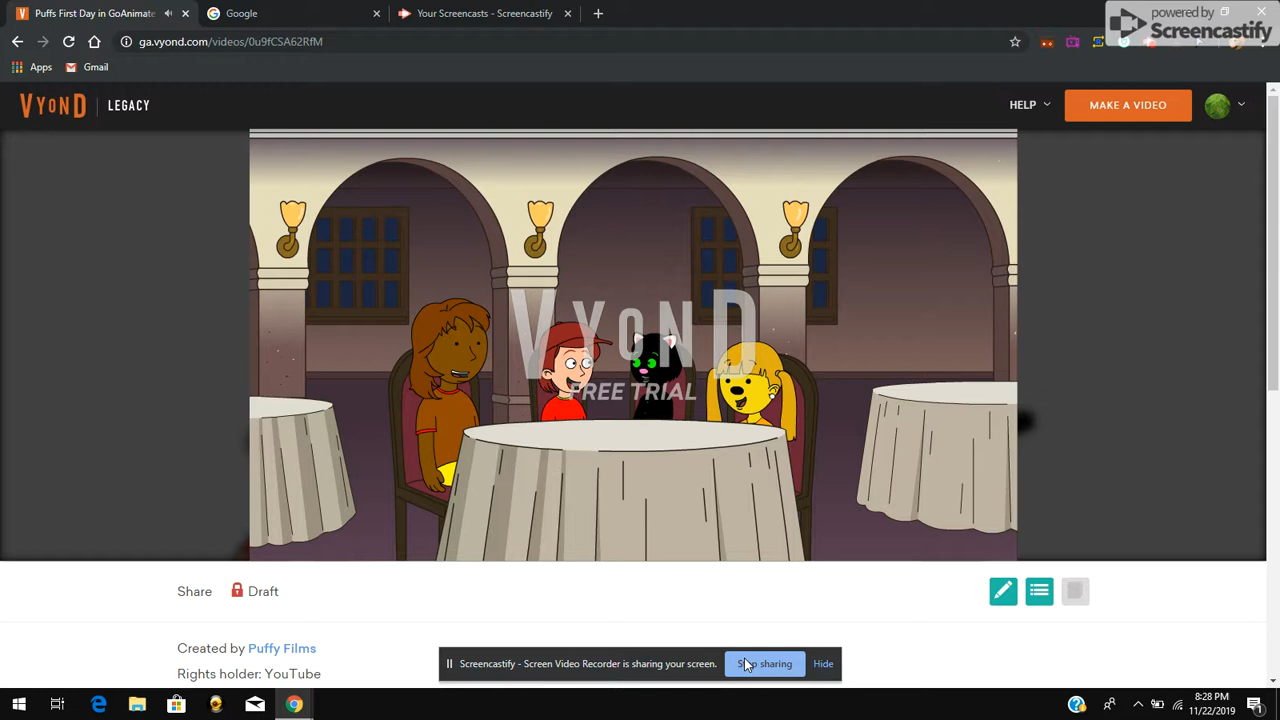 Puffs First Day in GoAnimate
Google
Your Screencasts - Screencastify
powered by
Screencastify
ga.vyond.com/videos/0u9fCSA62RfM
Apps
Gmail
VYOND
LEGACY
HELP
MAKE A VIDEO
VYOND
FREE TRIAL
Share
Draft
Created by Puffy Films
Rights holder: YouTube
Screencastify - Screen Video Recorder is sharing your screen.
Stop sharing
Hide
8:28 PM
11/22/2019